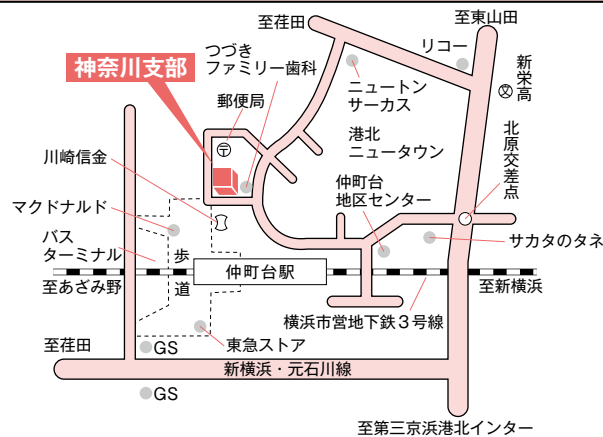 至荏田
至東山田
つづき
ファミリー歯科
リコー
神奈川支部
郵便局
ニュートン
サーカス
新栄高
文
〒
港北
ニュータウン
北原交差点
川崎信金
仲町台
地区センター
マクドナルド
サカタのタネ
バス
ターミナル
歩道
仲町台駅
至あざみ野
至新横浜
横浜市営地下鉄3号線
至荏田
GS
東急ストア
新横浜・元石川線
GS
至第三京浜港北インター